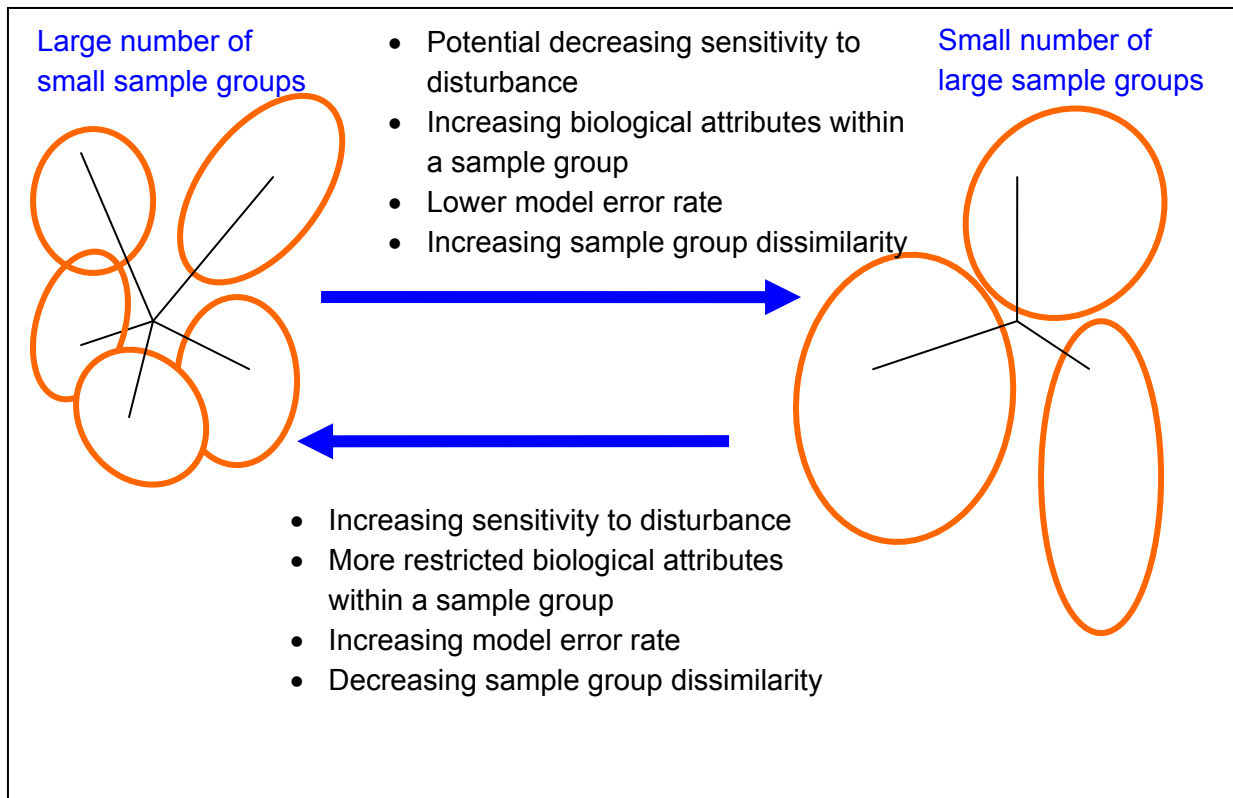 Large number of
small sample groups
• Potential decreasing sensitivity to
disturbance
• Increasing biological attributes within
a sample group
• Lower model error rate
• Increasing sample group dissimilarity
Small number of
large sample groups
• Increasing sensitivity to disturbance
• More restricted biological attributes
within a sample group
• Increasing model error rate
• Decreasing sample group dissimilarity